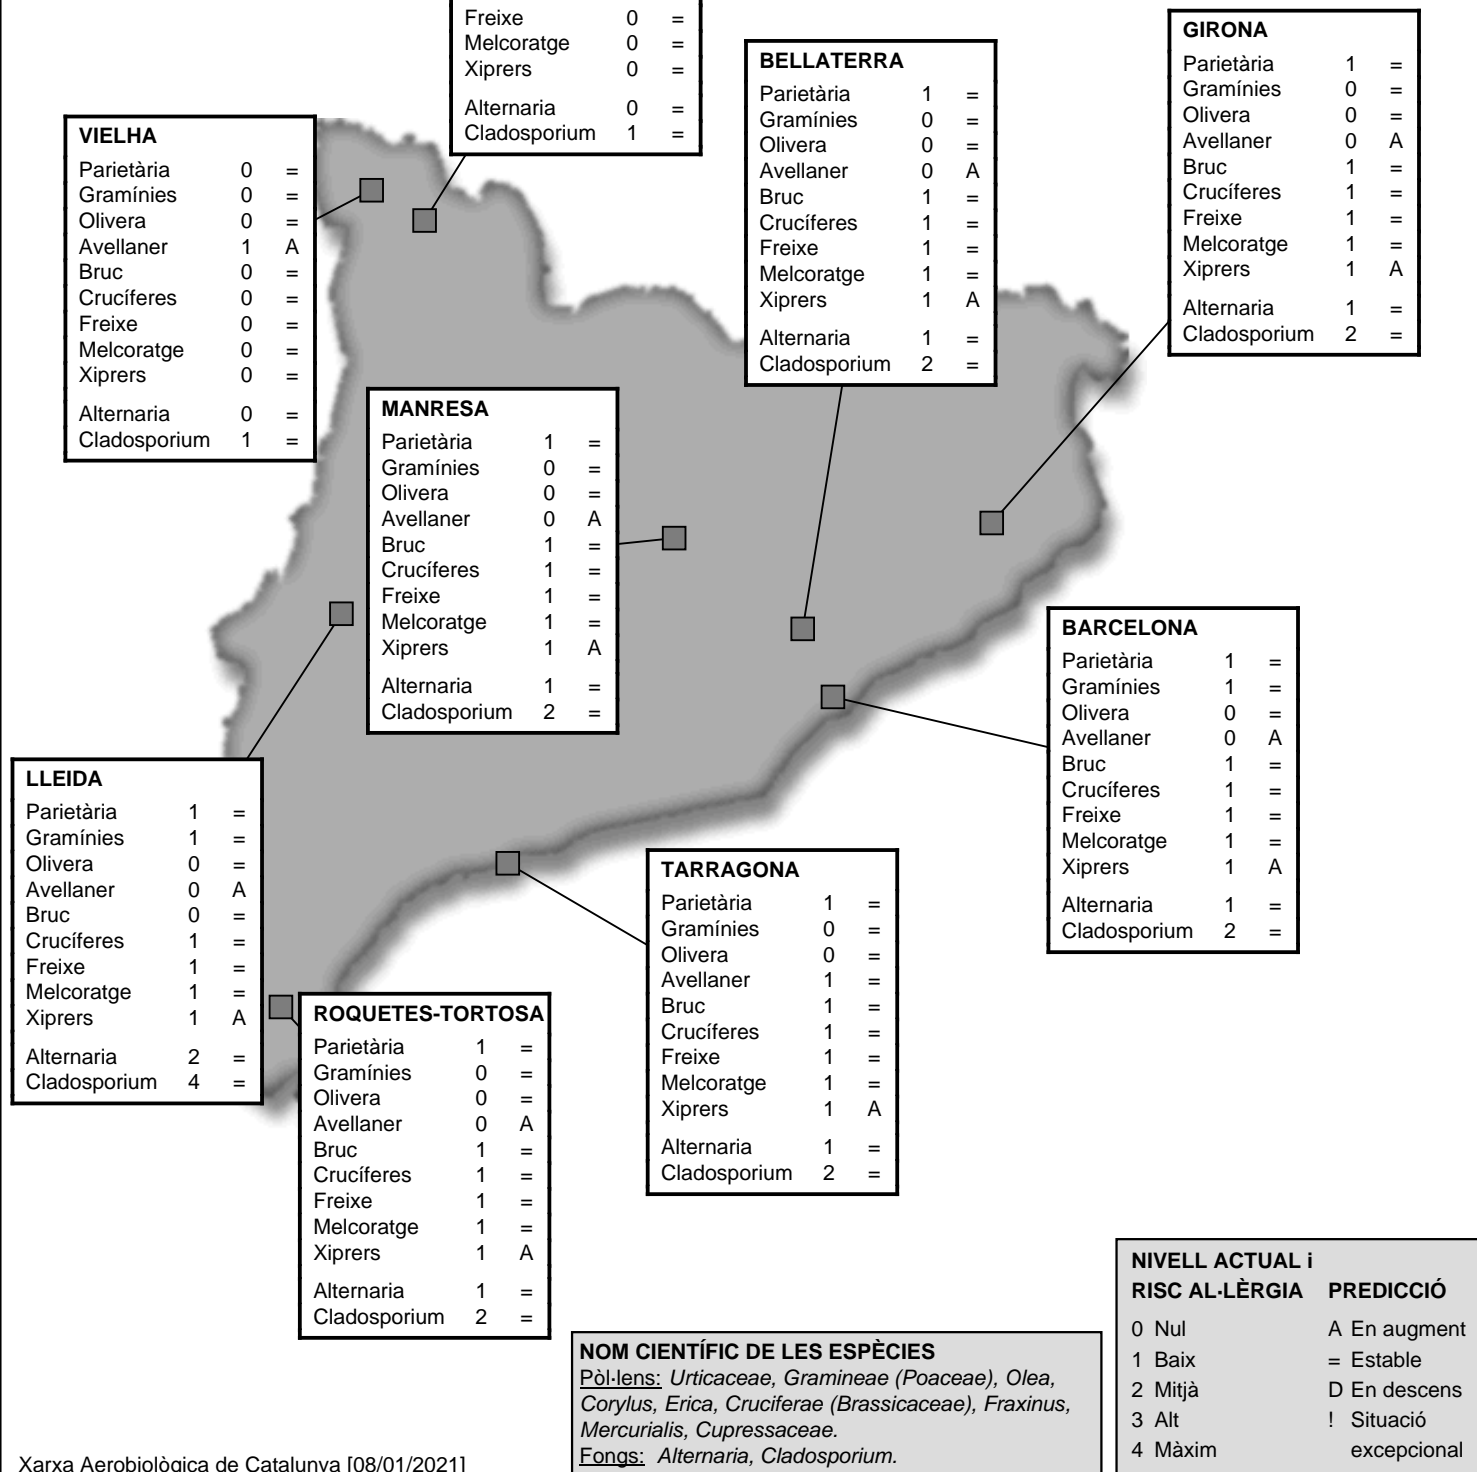 Freixe 0 =
Melcoratge 0 =
Xiprers 0 =
Alternaria 0 =
Cladosporium 1 =
VIELHA
Parietària 0 =
Gramínies 0 =
Olivera 0 =
Avellaner 1 A
Bruc 0 =
Crucíferes 0 =
Freixe 0 =
Melcoratge 0 =
Xiprers 0 =
Alternaria 0 =
Cladosporium 1 =
BELLATERRA
Parietària 1 =
Gramínies 0 =
Olivera 0 =
Avellaner 0 A
Bruc 1 =
Crucíferes 1 =
Freixe 1 =
Melcoratge 1 =
Xiprers 1 A
Alternaria 1 =
Cladosporium 2 =
GIRONA
Parietària 1 =
Gramínies 0 =
Olivera 0 =
Avellaner 0 A
Bruc 1 =
Crucíferes 1 =
Freixe 1 =
Melcoratge 1 =
Xiprers 1 A
Alternaria 1 =
Cladosporium 2 =
MANRESA
Parietària 1 =
Gramínies 0 =
Olivera 0 =
Avellaner 0 A
Bruc 1 =
Crucíferes 1 =
Freixe 1 =
Melcoratge 1 =
Xiprers 1 A
Alternaria 1 =
Cladosporium 2 =
BARCELONA
Parietària 1 =
Gramínies 1 =
Olivera 0 =
Avellaner 0 A
Bruc 1 =
Crucíferes 1 =
Freixe 1 =
Melcoratge 1 =
Xiprers 1 A
Alternaria 1 =
Cladosporium 2 =
LLEIDA
Parietària 1 =
Gramínies 1 =
Olivera 0 =
Avellaner 0 A
Bruc 0 =
Crucíferes 1 =
Freixe 1 =
Melcoratge 1 =
Xiprers 1 A
Alternaria 2 =
Cladosporium 4 =
TARRAGONA
Parietària 1 =
Gramínies 0 =
Olivera 0 =
Avellaner 1 =
Bruc 1 =
Crucíferes 1 =
Freixe 1 =
Melcoratge 1 =
Xiprers 1 A
Alternaria 1 =
Cladosporium 2 =
ROQUETES-TORTOSA
Parietària 1 =
Gramínies 0 =
Olivera 0 =
Avellaner 0 A
Bruc 1 =
Crucíferes 1 =
Freixe 1 =
Melcoratge 1 =
Xiprers 1 A
Alternaria 1 =
Cladosporium 2 =
NIVELL ACTUAL i
RISC AL·LÈRGIA PREDICCIÓ
0 Nul A En augment
1 Baix = Estable
2 Mitjà D En descens
3 Alt ! Situació
4 Màxim excepcional
NOM CIENTÍFIC DE LES ESPÈCIES
Pòl·lens: Urticaceae, Gramineae (Poaceae), Olea,
Corylus, Erica, Cruciferae (Brassicaceae), Fraxinus,
Mercurialis, Cupressaceae.
Fongs: Alternaria, Cladosporium.
Xarxa Aerobiològica de Catalunya [08/01/2021]